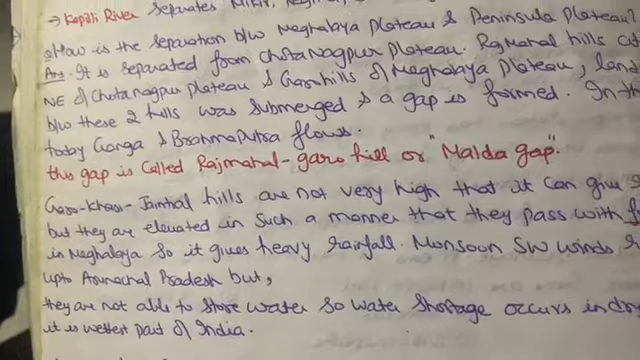 → Kapili River separates Mikir,
How is the separation b/w Meghalaya Plateau & Peninsula Plateau?
Ans. It is separated from Chota Nagpur Plateau. Rajmahal hills
NE of Chotanagpur plateau & Garo hills of Meghalaya plateau, land
b/w these 2 hills was submerged & a gap is formed. In
today Ganga & Brahmaputra flows.
this gap is called Rajmahal-garo hill or "Malda gap".
Garo-Khasi-Jaintial hills are not very high that it can give
but they are elevated in such a manner that they pass with
in Meghalaya so it gives heavy rainfall. Monsoon SW winds,
upto Arunachal Pradesh but,
they are not able to store water so water shortage occurs in
it is wettest part of India.